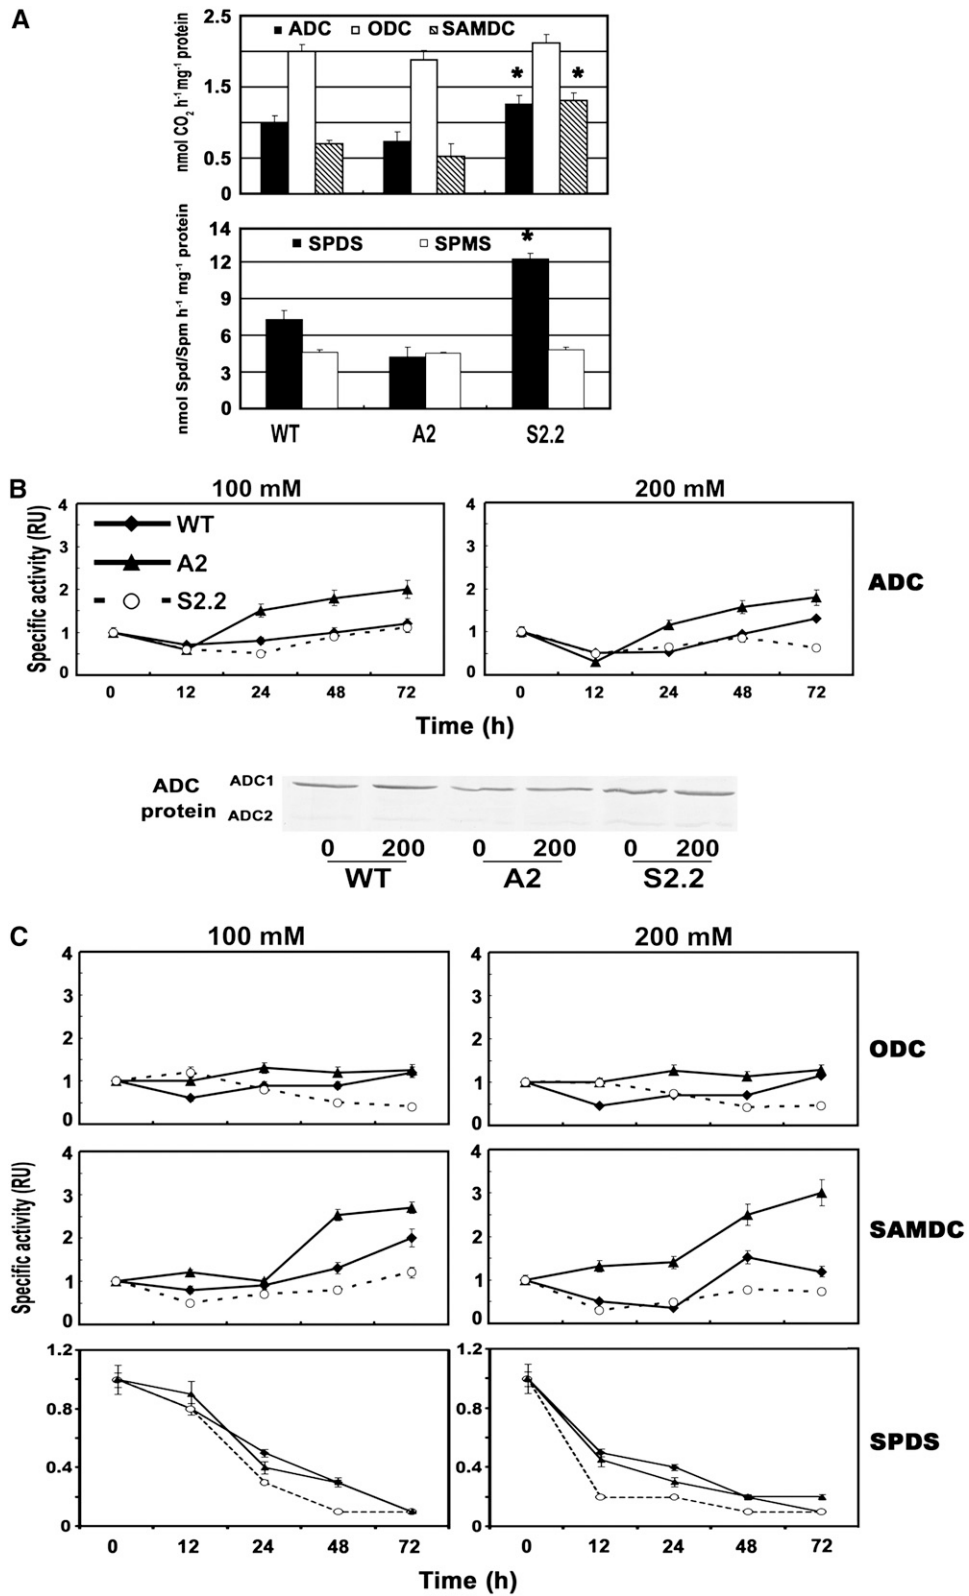 A
nmol CO2 h-1 mg-1 protein
2.5
1.5
0.5
0
ADC ODC SAMDC
* *
nmol Spd/Spm h-1 mg-1 protein
14
12
9
6
3
0
SPDS SPMS
*
WT A2 S2.2
B
100 mM 200 mM
Specific activity (RU)
4
3
2
1
0
WT
A2
S2.2
4
3
2
1
0
ADC
0 12 24 48 72
0 12 24 48 72
Time (h)
ADC protein
ADC1
ADC2
0 200 0 200 0 200
WT A2 S2.2
C
100 mM 200 mM
4
3
2
1
0
4
3
2
1
0
ODC
Specific activity (RU)
4
3
2
1
0
4
3
2
1
0
SAMDC
1.2
0.8
0.4
0
1.2
0.8
0.4
0
SPDS
0 12 24 48 72
0 12 24 48 72
Time (h)